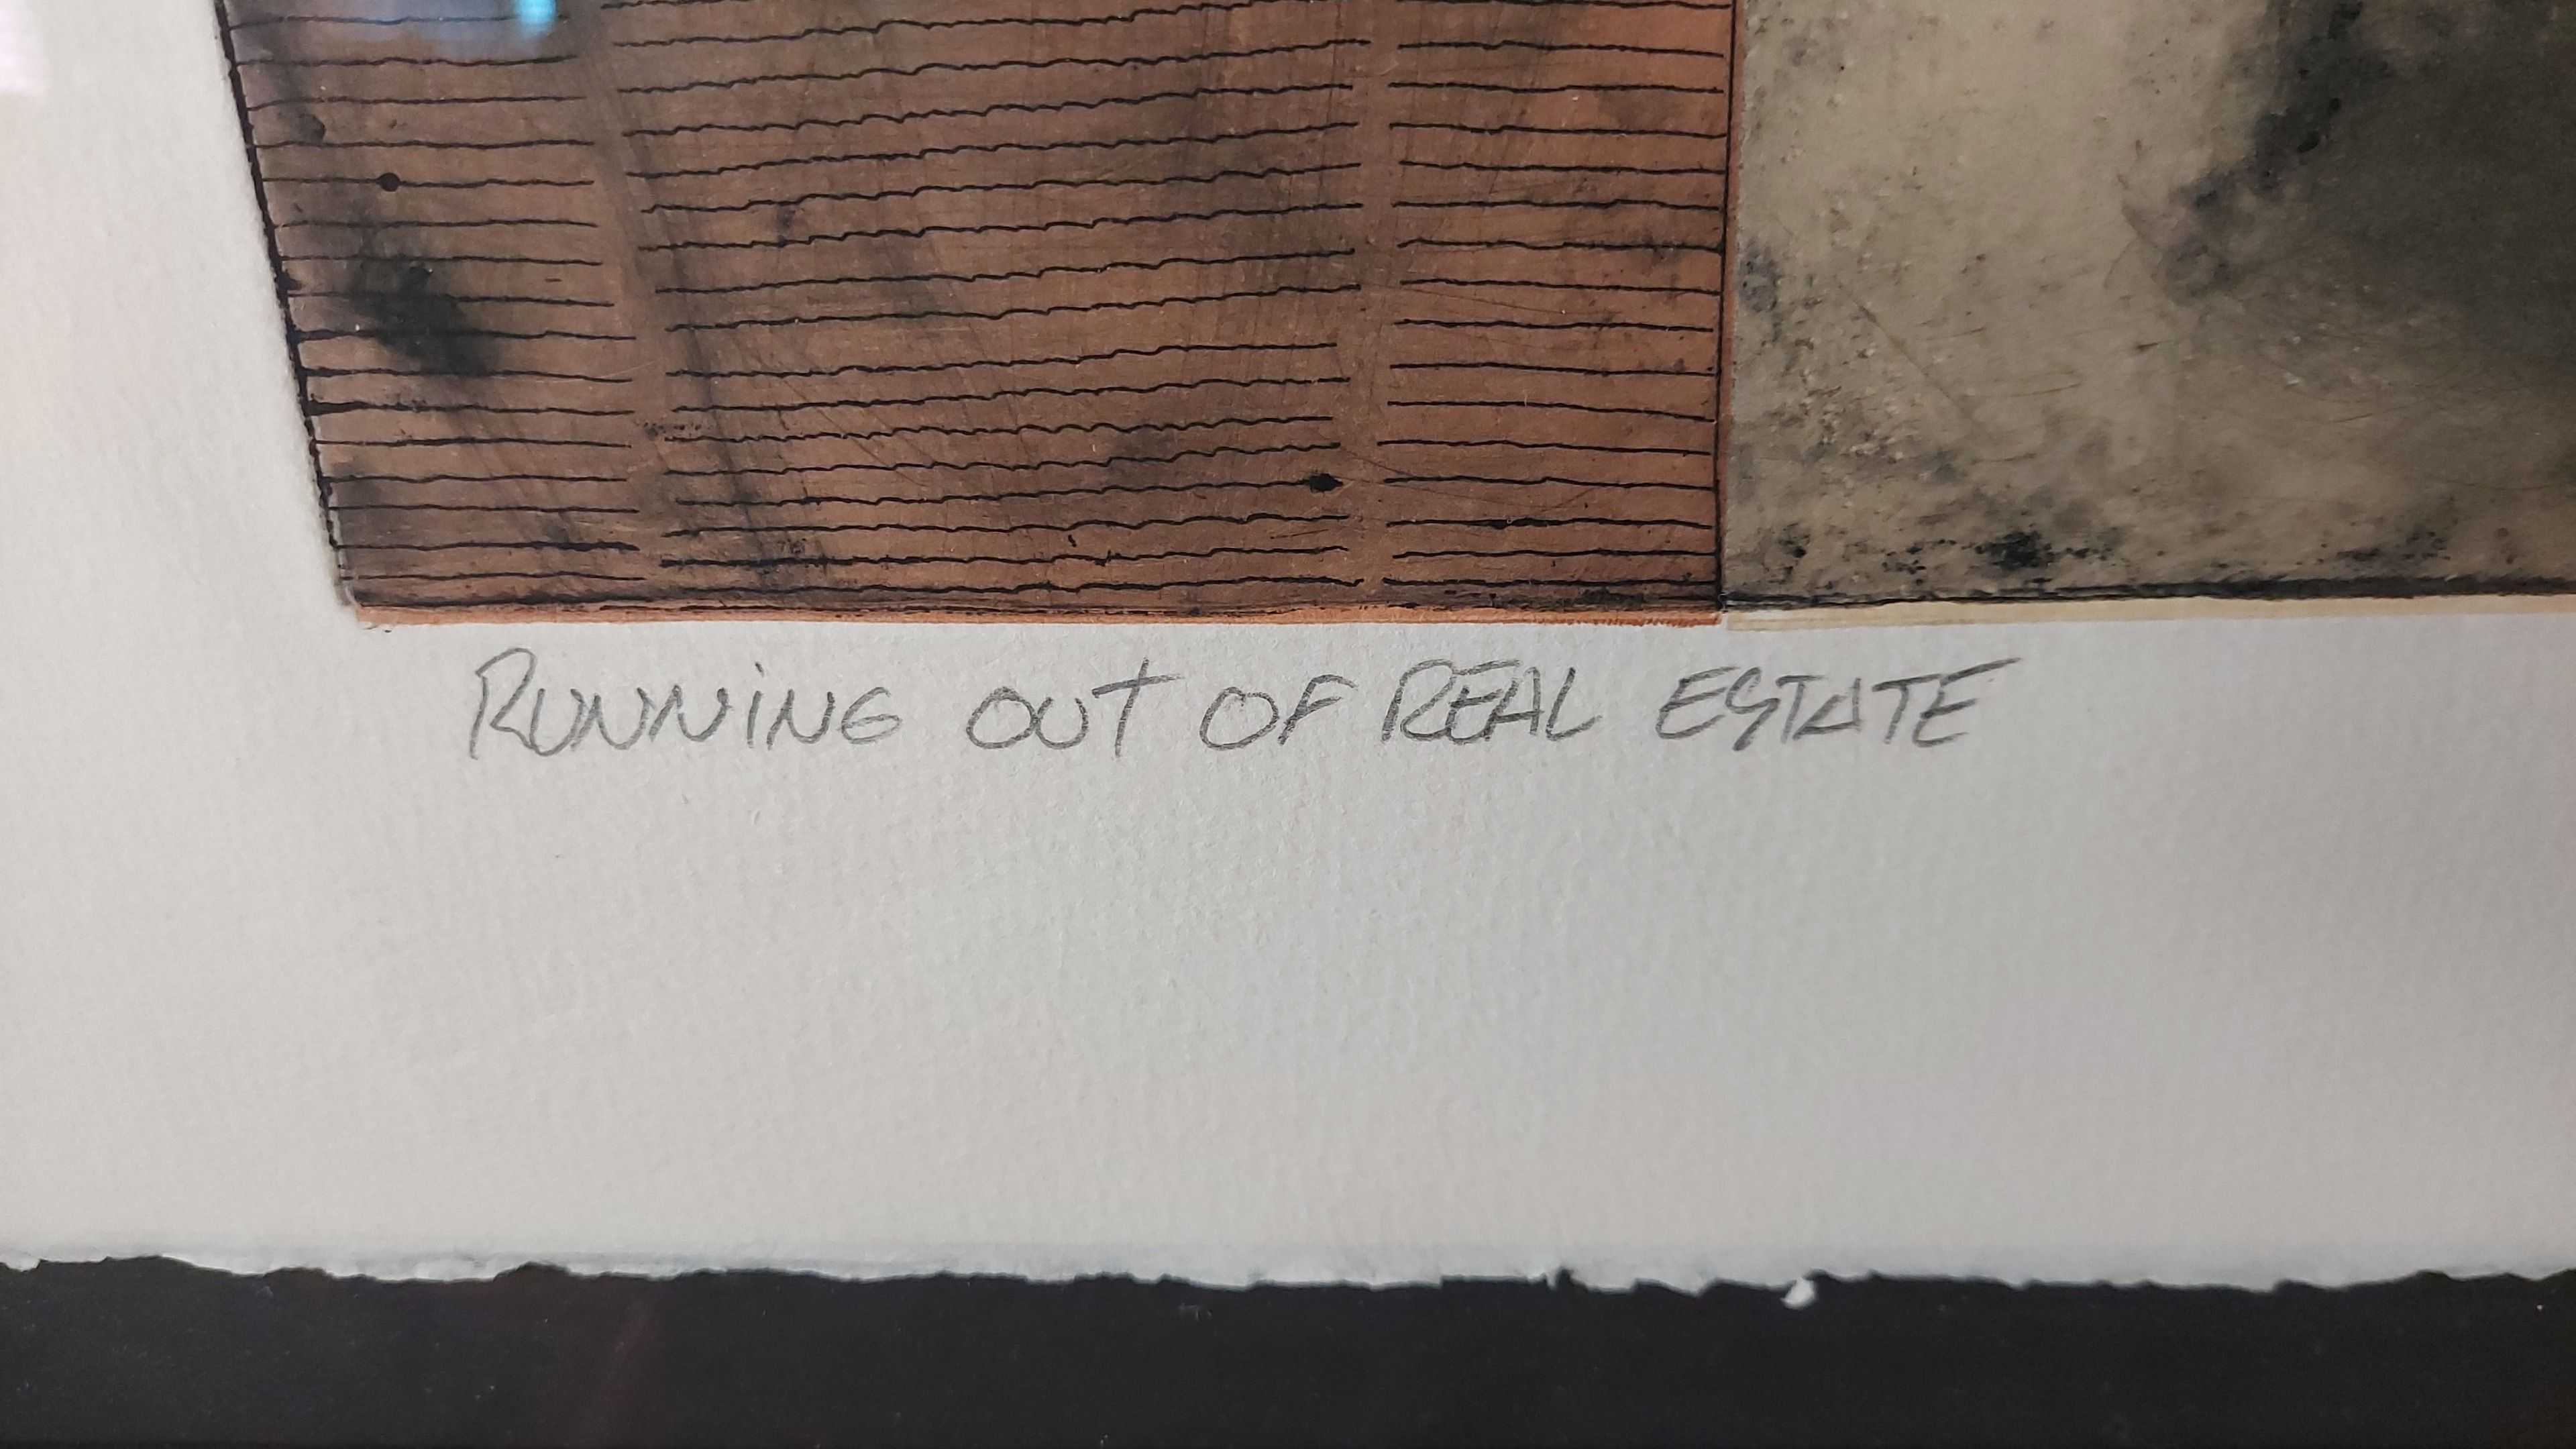 RUNNiNG OUT OF REAL ESTATE